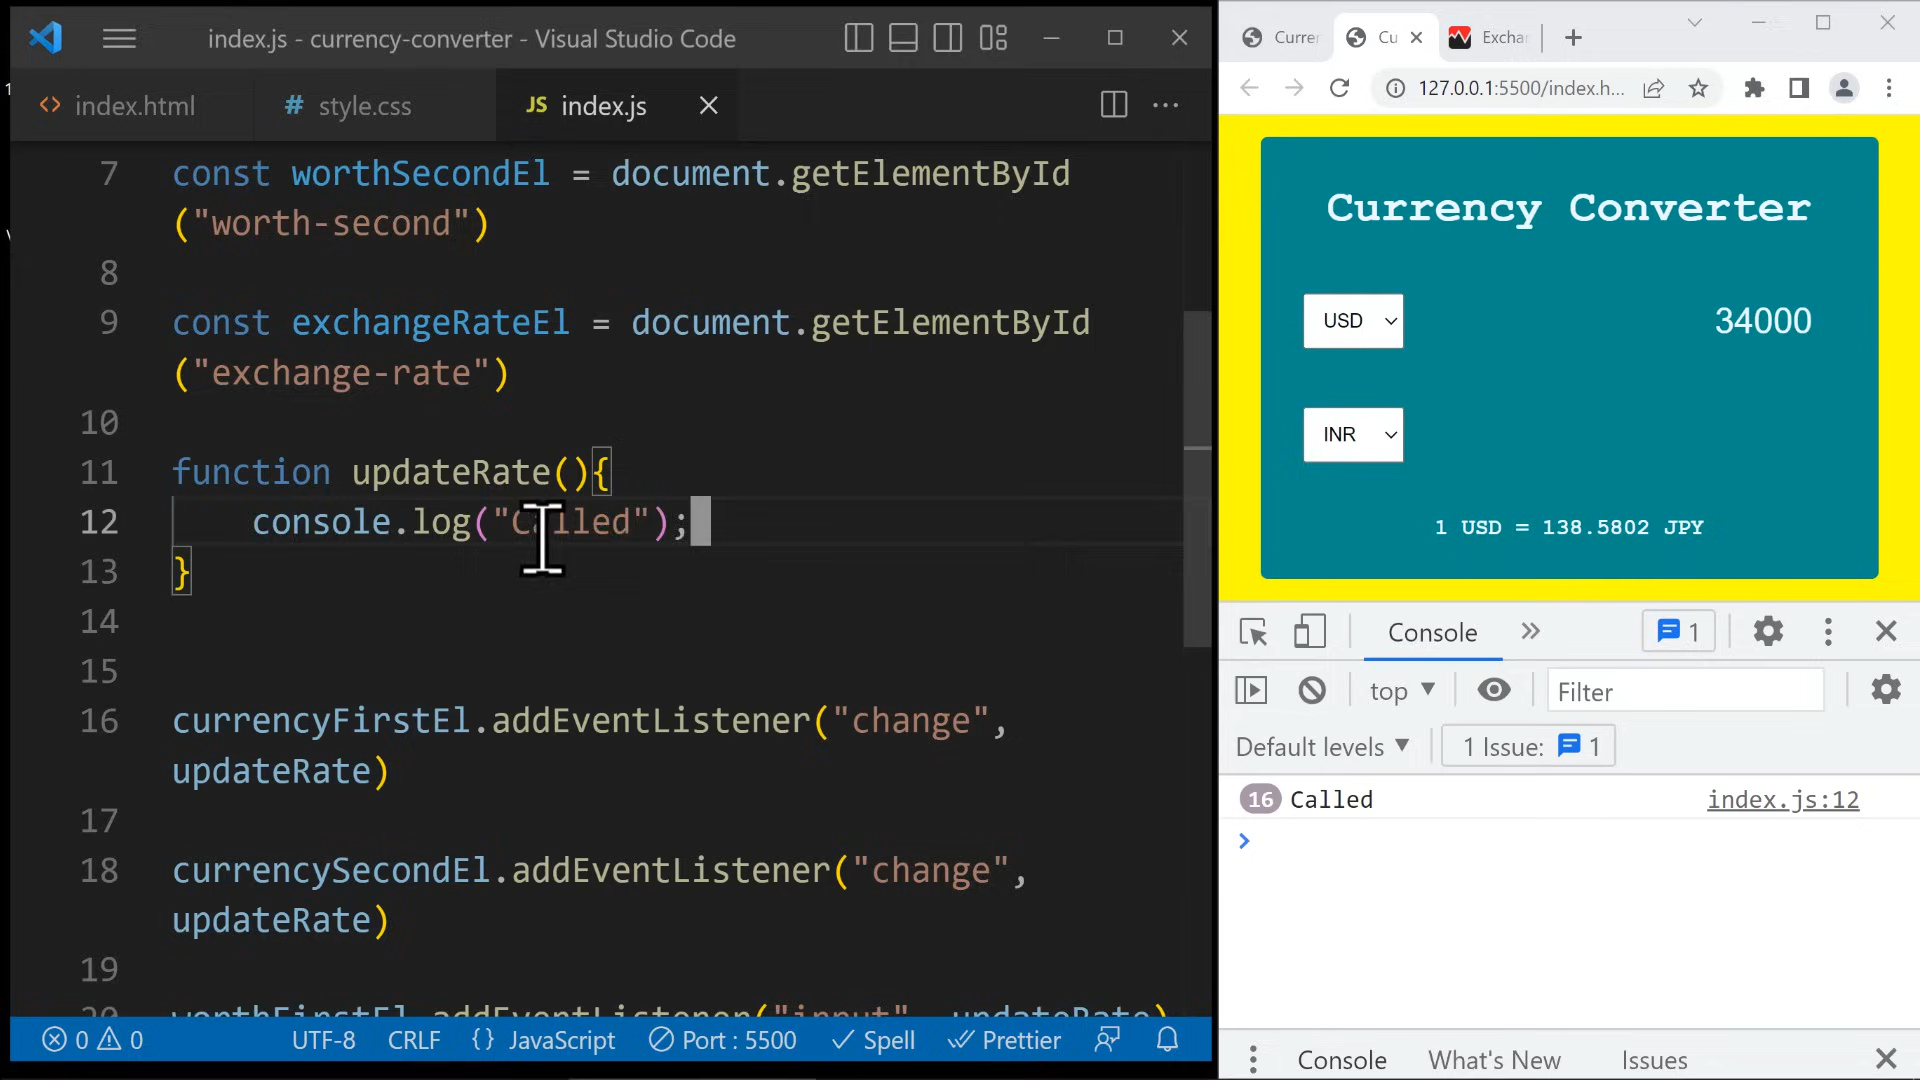 index.js - currency-converter - Visual Studio Code
index.html
# style.css
JS index.js
7 const worthSecondEl = document.getElementById
("worth-second")
8
9 const exchangeRateEl = document.getElementById
("exchange-rate")
10
11 function updateRate(){
12 console.log("Called");
13 }
14
15
16 currencyFirstEl.addEventListener("change",
updateRate)
17
18 currencySecondEl.addEventListener("change",
updateRate)
19
20 worthFirstEl.addEventListener("input", updateRate)
0 0 UTF-8 CRLF {} JavaScript Port : 5500 Spell Prettier
Curre Cu Excha
127.0.0.1:5500/index.h...
Currency Converter
USD 34000
INR
1 USD = 138.5802 JPY
Console 1
top Filter
Default levels 1 Issue: 1
16 Called index.js:12
Console What's New Issues